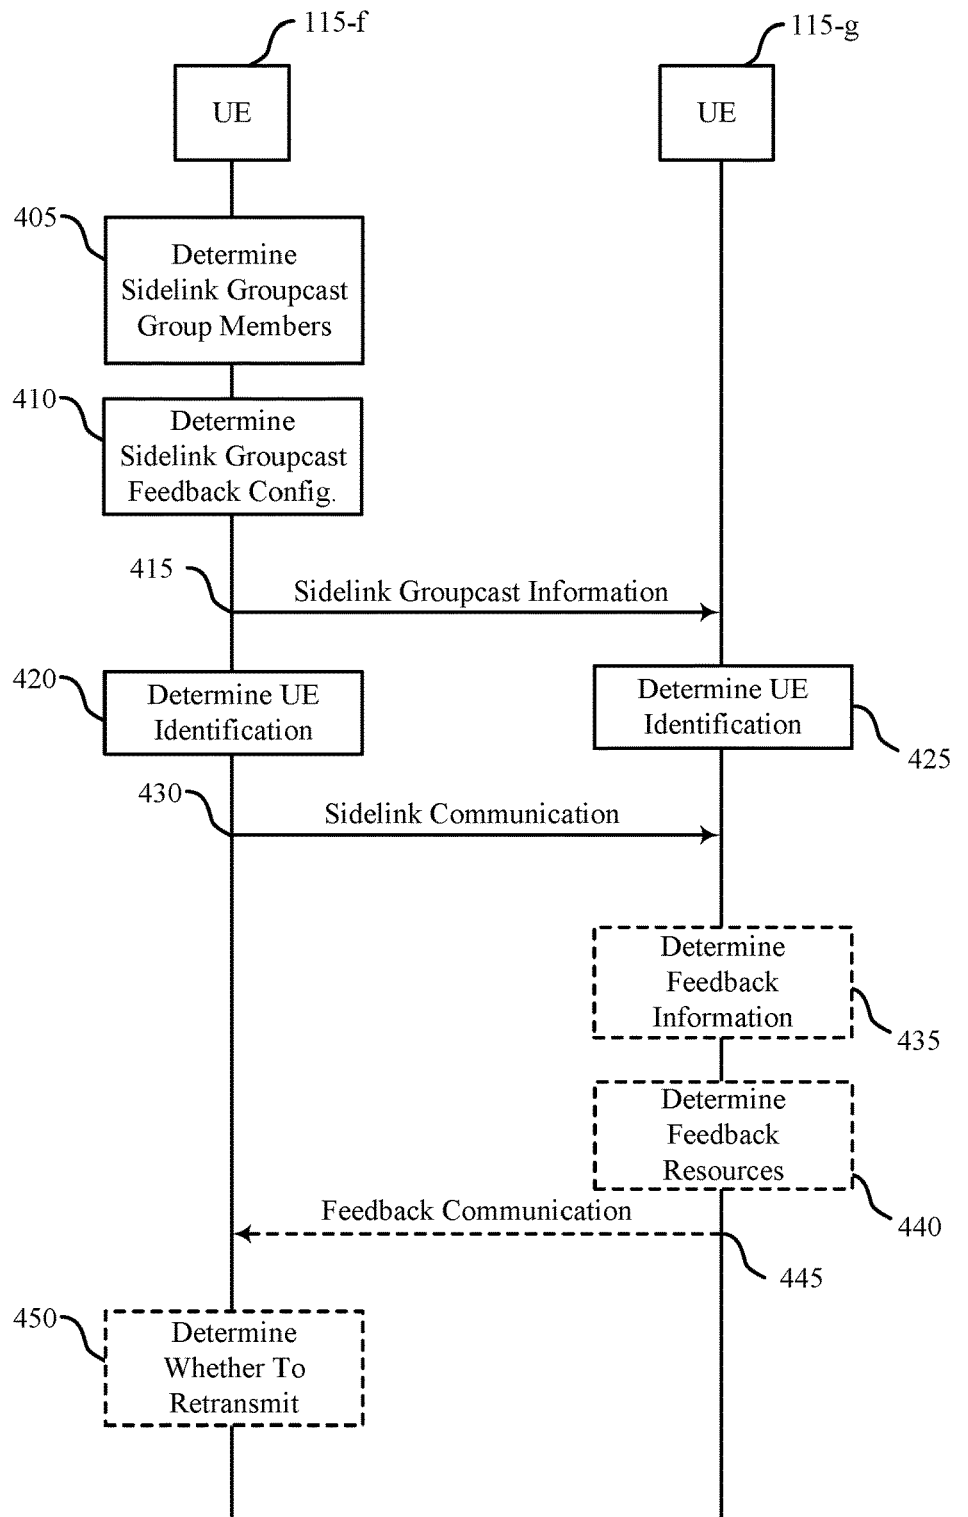 115-f
115-g
UE
UE
405
Determine
Sidelink Groupcast
Group Members
410
Determine
Sidelink Groupcast
Feedback Config.
415
Sidelink Groupcast Information
420
Determine UE
Identification
Determine UE
Identification
425
430
Sidelink Communication
Determine
Feedback
Information
435
Determine
Feedback
Resources
440
Feedback Communication
445
450
Determine
Whether To
Retransmit